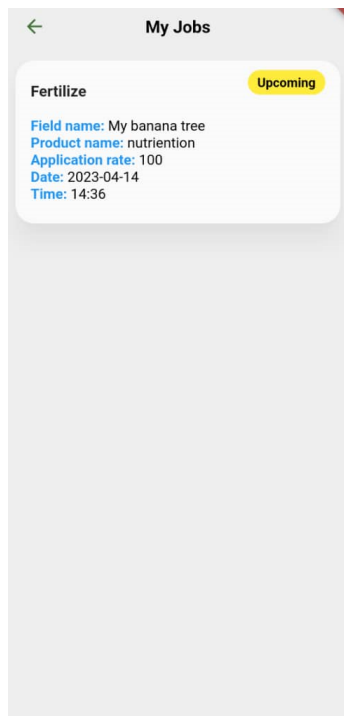 My Jobs
Upcoming
Fertilize
Field name: My banana tree
Product name: nutriention
Application rate: 100
Date: 2023-04-14
Time: 14:36